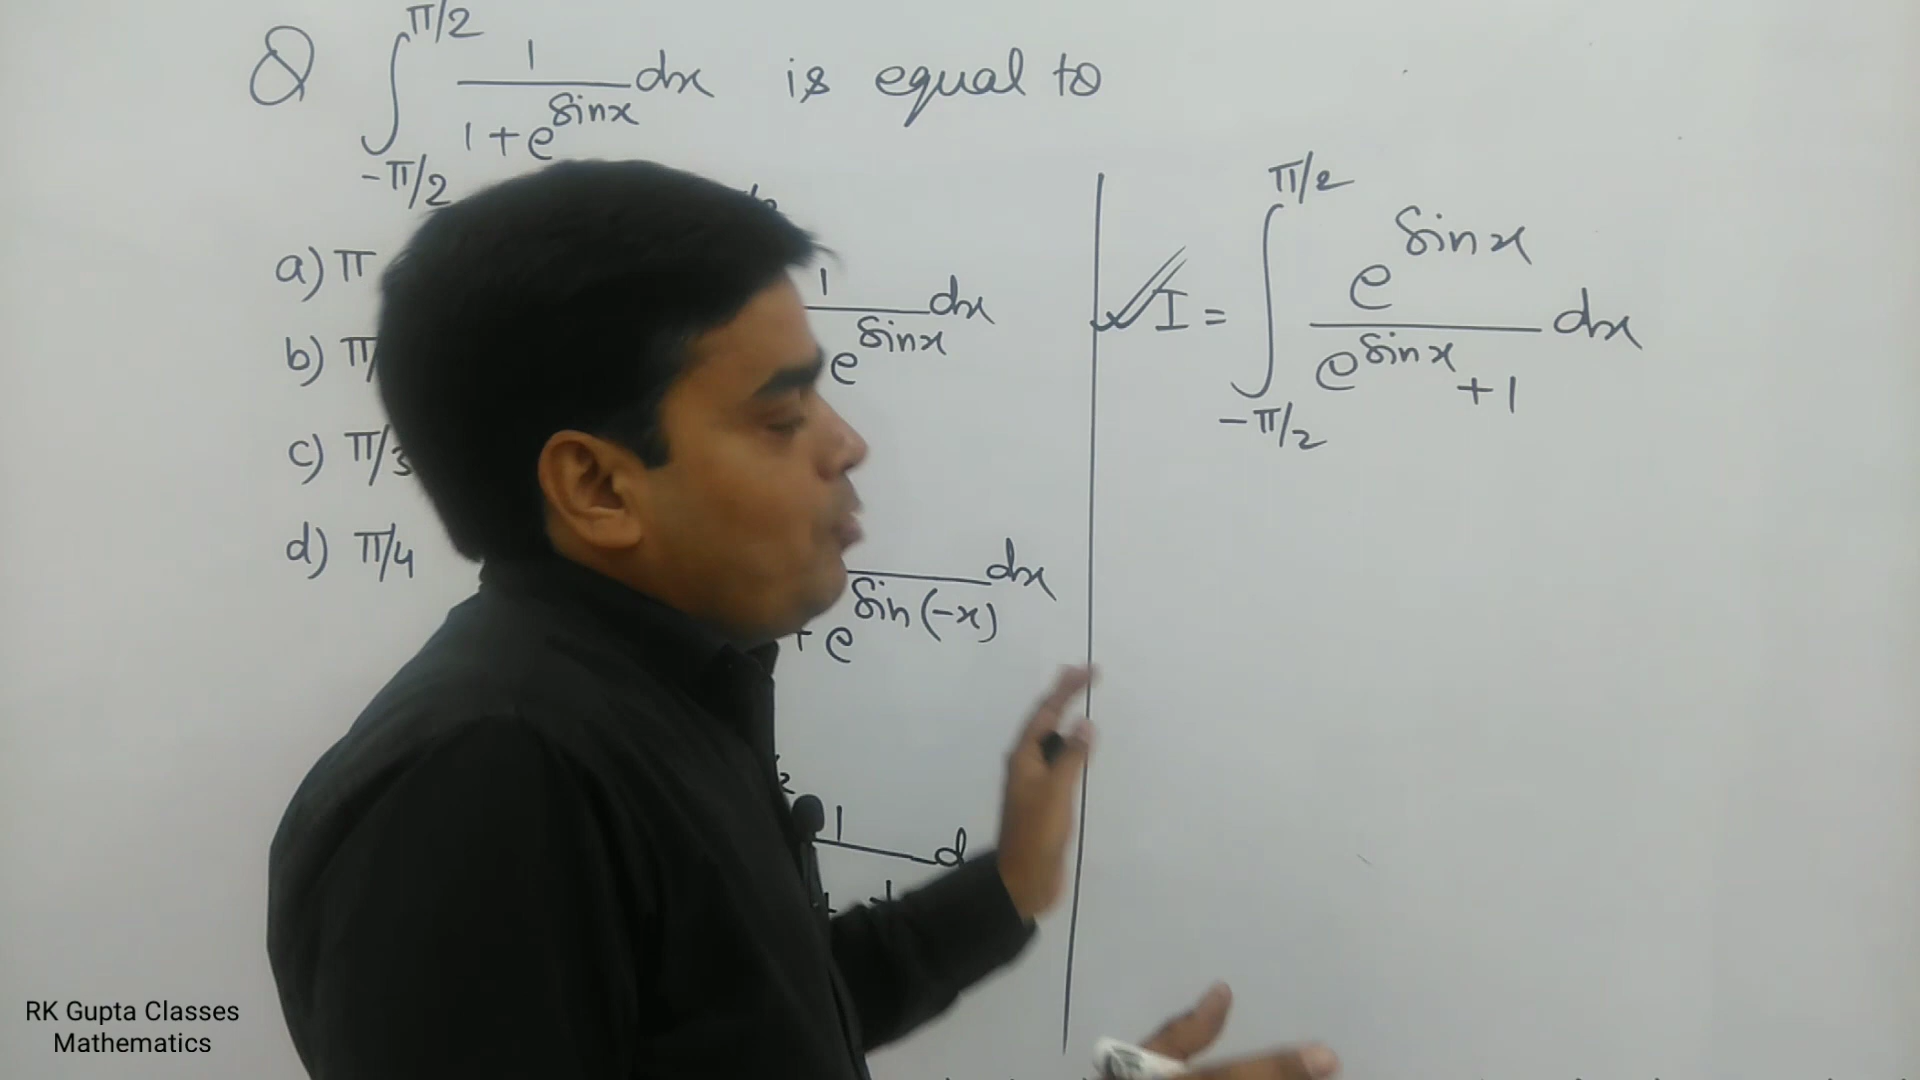 Q ∫_{-π/2}^{π/2} 1/(1+e^{sinx}) dx is equal to
a) π
b) π/
c) π/3
d) π/4
1
dx
e^{sinx}
dx
+ e^{sin(-x)}
1
d
I = ∫_{-π/2}^{π/2} e^{sinx}/(e^{sinx}+1) dx
RK Gupta Classes
Mathematics